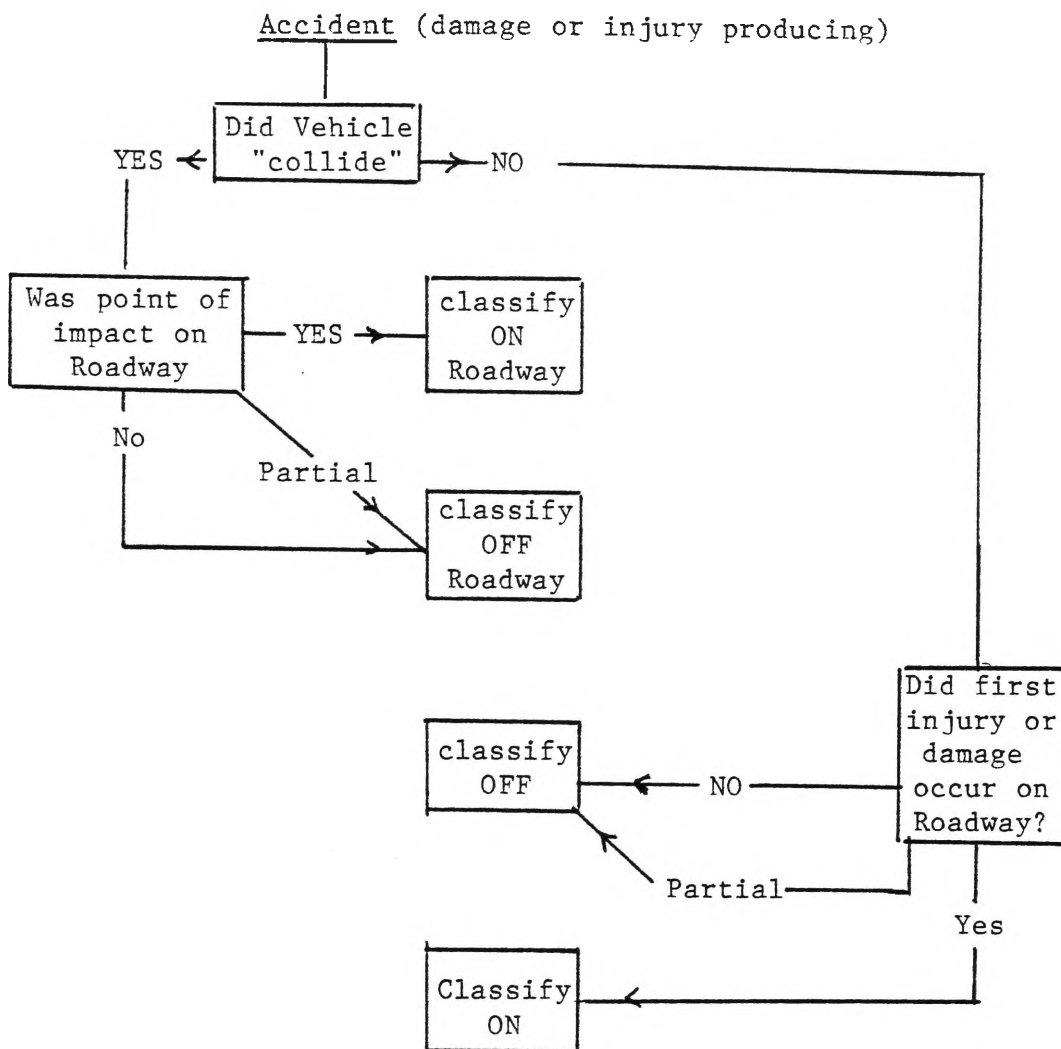 Accident (damage or injury producing)
Did Vehicle
"collide"
YES
NO
Was point of
impact on
Roadway
YES
classify
ON
Roadway
No
Partial
classify
OFF
Roadway
Did first
injury or
damage
occur on
Roadway?
classify
OFF
NO
Partial
Yes
Classify
ON